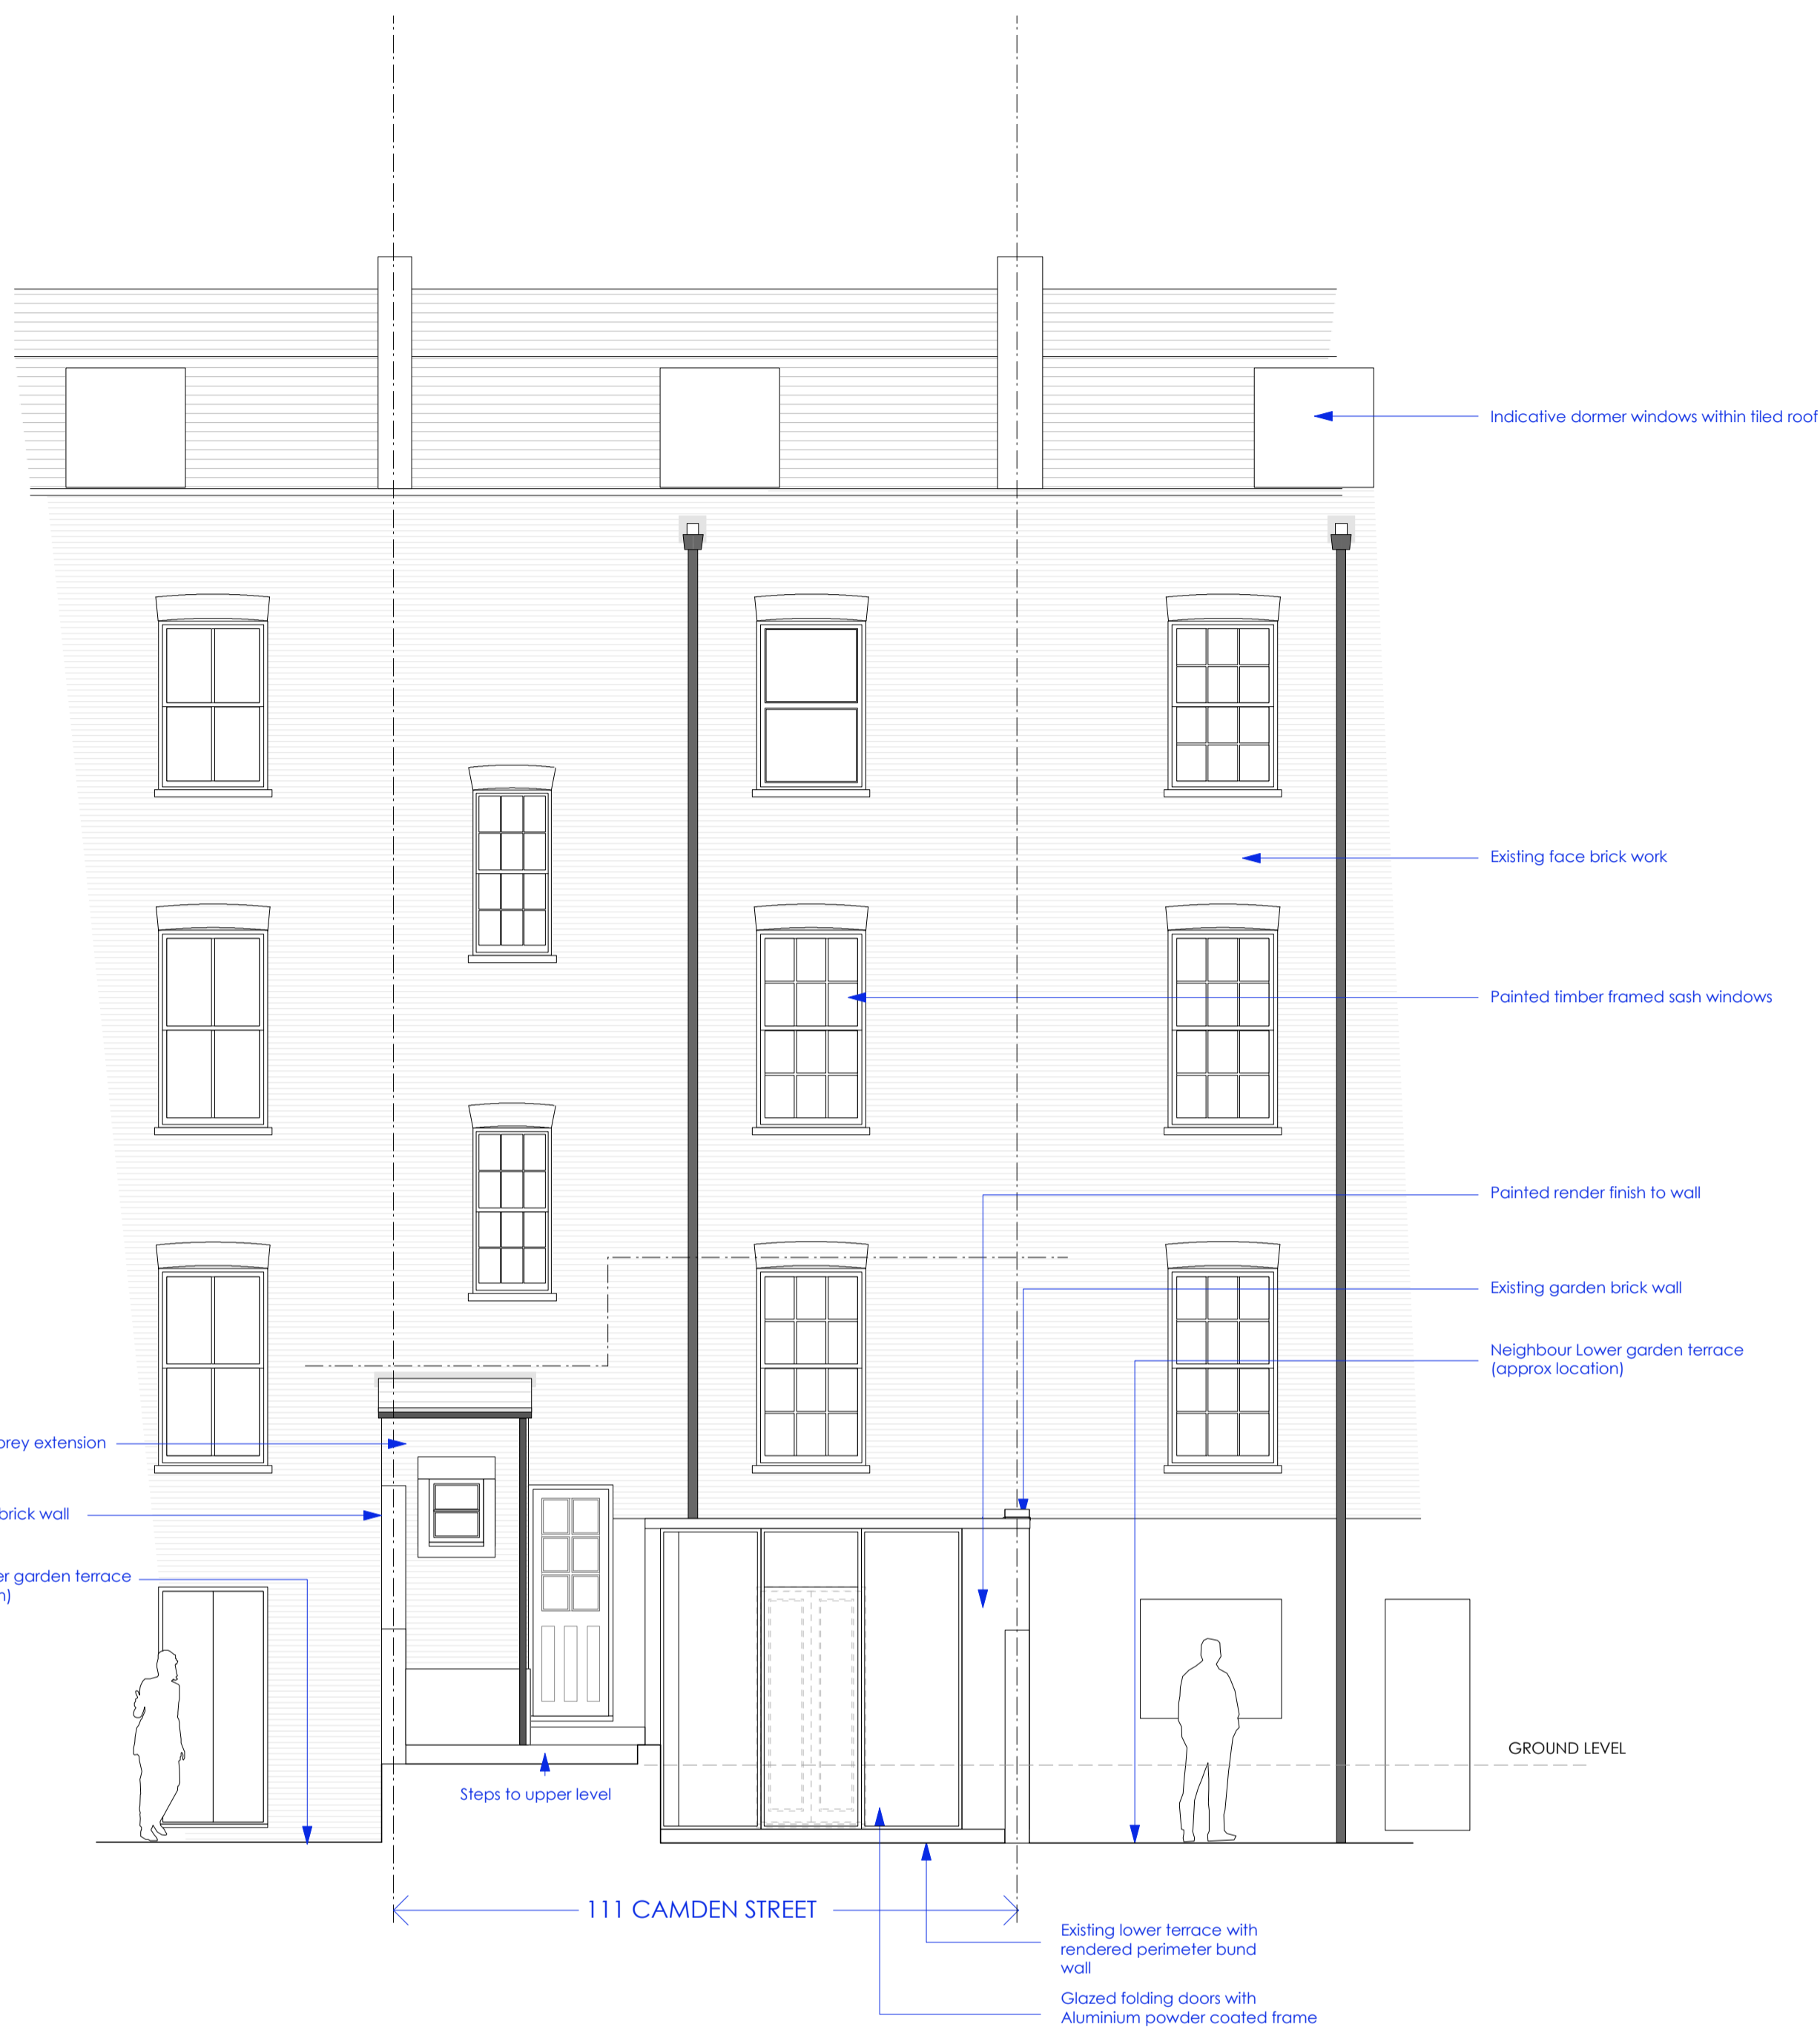 Indicative dormer windows within tiled roof
Existing face brick work
Painted timber framed sash windows
Painted render finish to wall
Existing garden brick wall
Neighbour Lower garden terrace
(approx location)
extension
brick wall
garden terrace
GROUND LEVEL
Steps to upper level
111 CAMDEN STREET
Existing lower terrace with
rendered perimeter bund
wall
Glazed folding doors with
Aluminium powder coated frame